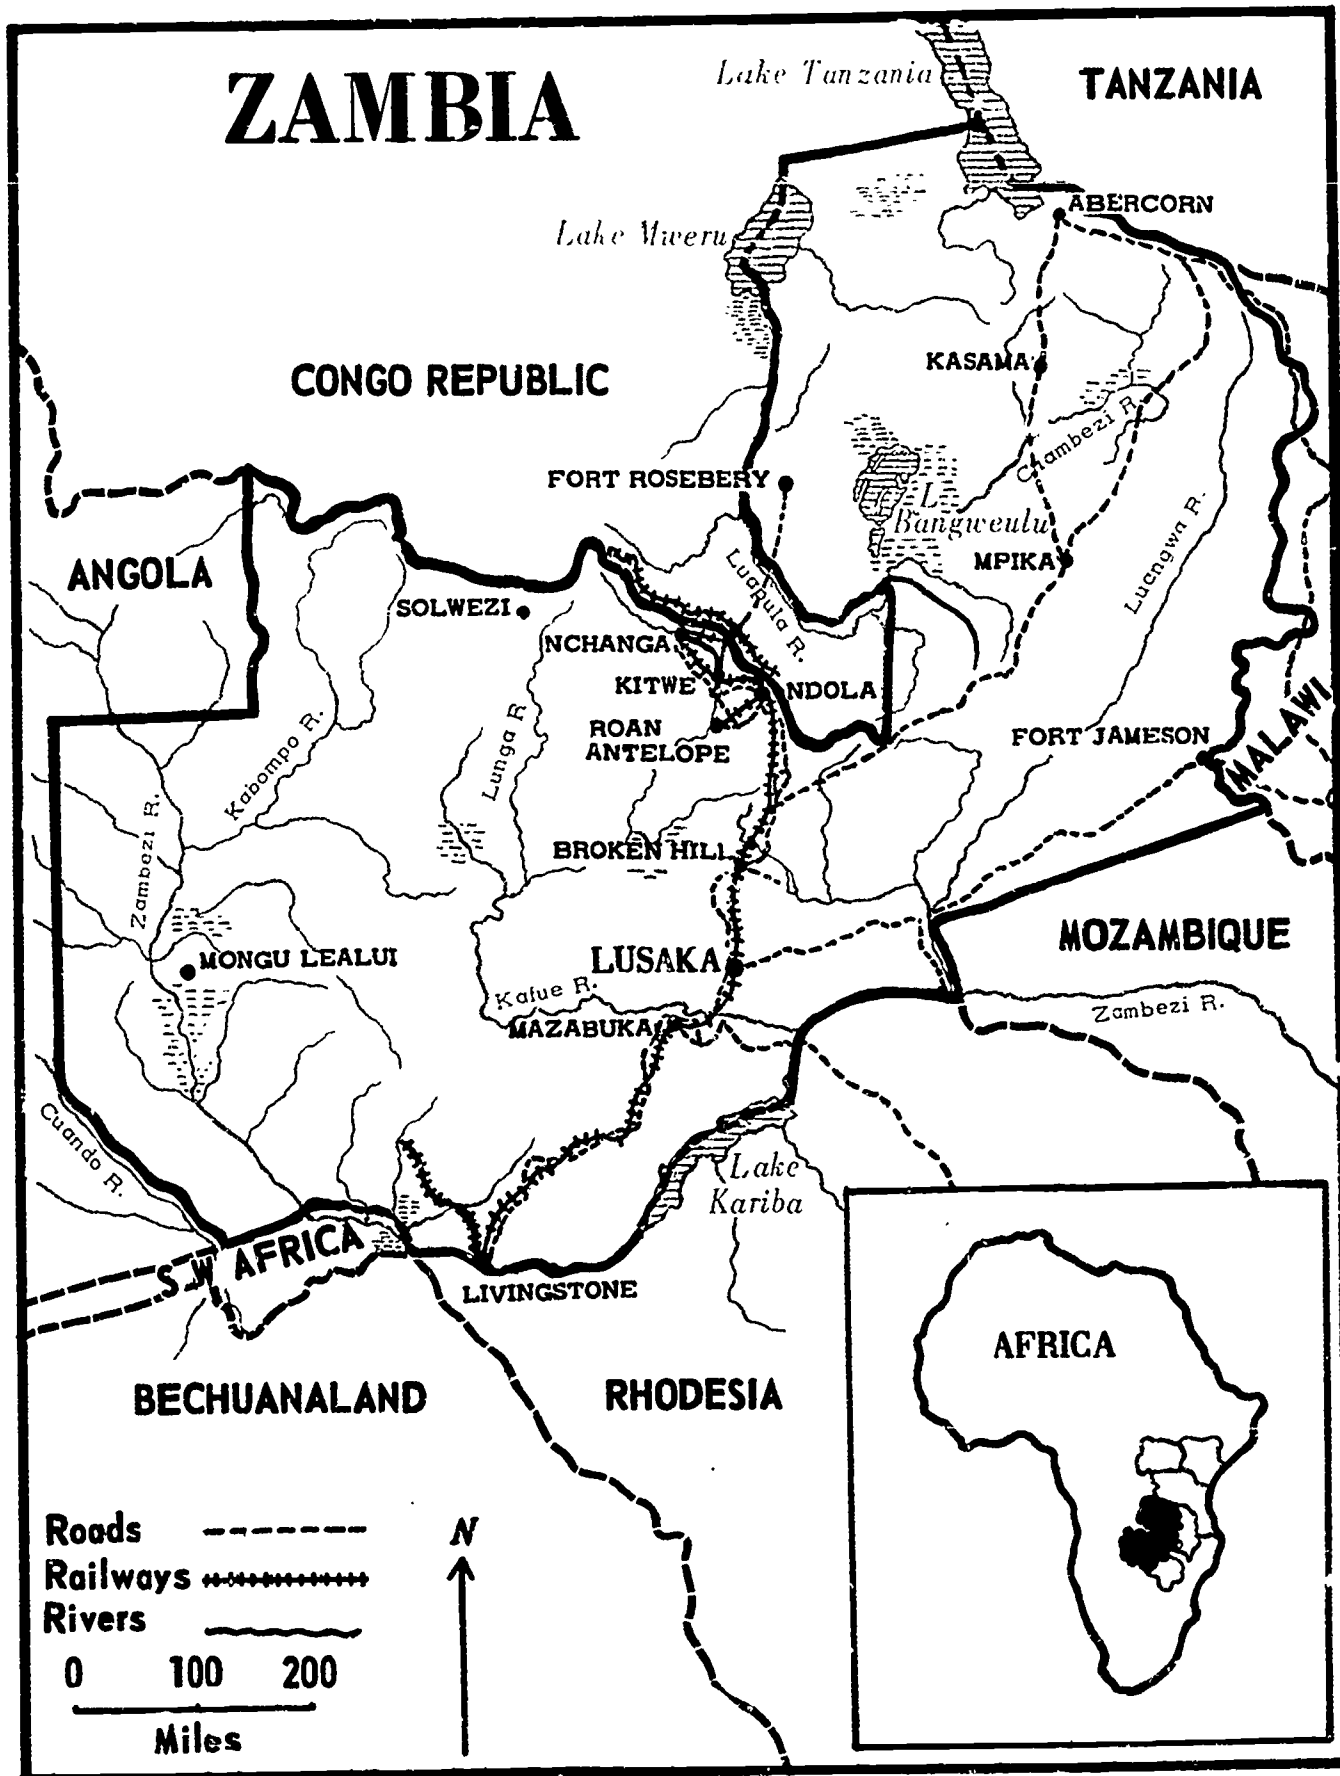 ZAMBIA
Lake Tanzania
TANZANIA
ABERCORN
Lake Mweru
KASAMA
CONGO REPUBLIC
Chambezi R.
FORT ROSEBERY
L.
Bangweulu
MPIKA
Luangwa R.
ANGOLA
SOLWEZI
Luapula R.
NCHANGA
KITWE
NDOLA
ROAN
ANTELOPE
Lunga R
FORT JAMESON
MALAWI
Kabompo R.
Zambezi R.
BROKEN HILL
MONGU LEALUI
LUSAKA
MOZAMBIQUE
Kafue R.
MAZABUKA
Zambezi R.
Cuando R.
Lake
Kariba
S W AFRICA
LIVINGSTONE
BECHUANALAND
RHODESIA
AFRICA
Roads
Railways
Rivers
N
0 100 200
Miles